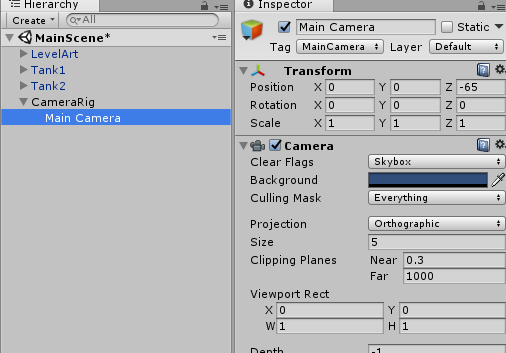 Hierarchy
Create All
MainScene*
LevelArt
Tank1
Tank2
CameraRig
Main Camera
Inspector
Main Camera Static
Tag MainCamera Layer Default
Transform
Position X 0 Y 0 Z -65
Rotation X 0 Y 0 Z 0
Scale X 1 Y 1 Z 1
Camera
Clear Flags Skybox
Background
Culling Mask Everything
Projection Orthographic
Size 5
Clipping Planes Near 0.3
Far 1000
Viewport Rect
X 0 Y 0
W 1 H 1
Depth -1